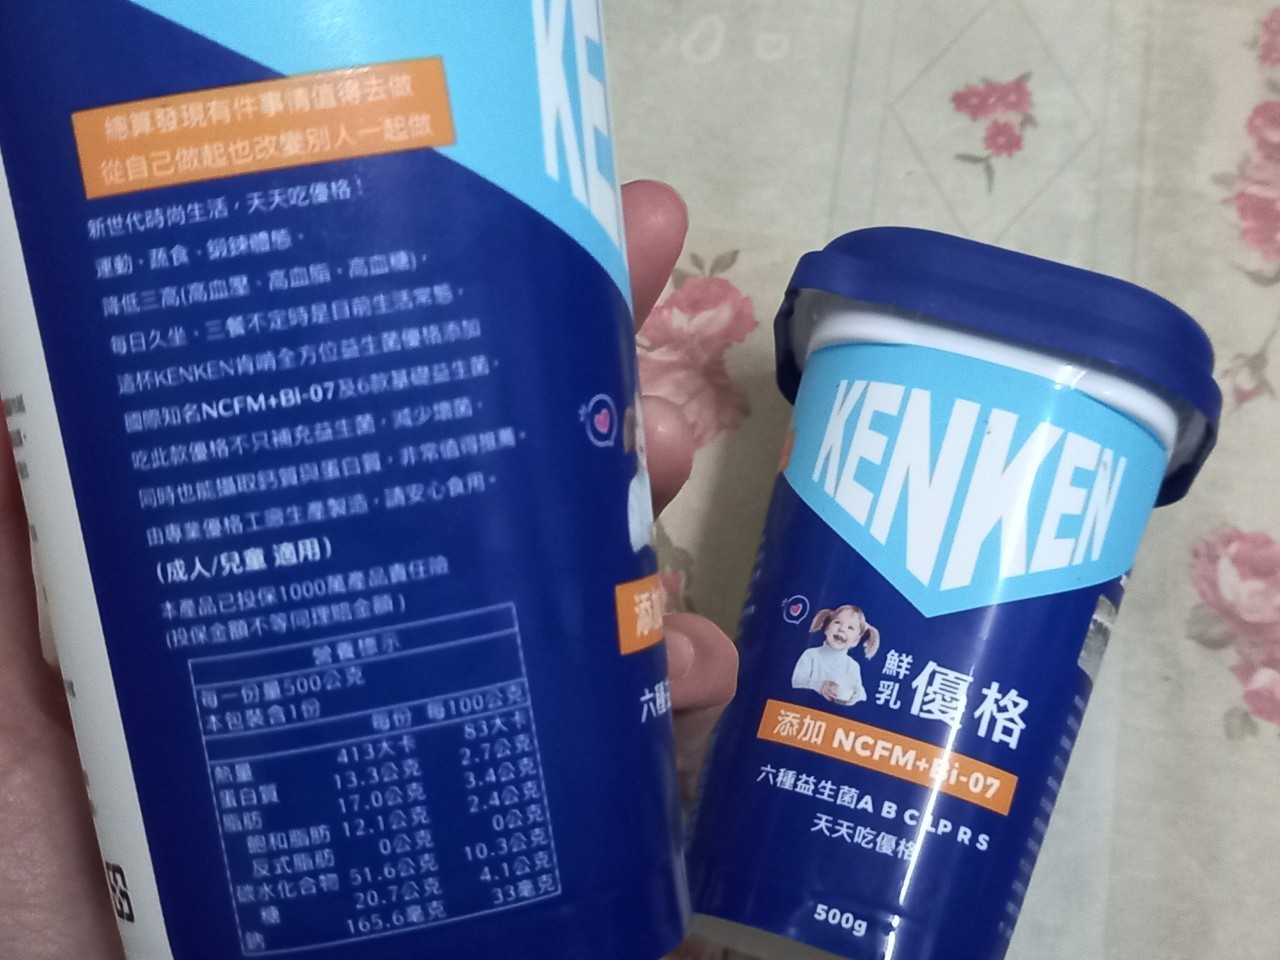 總算發現有件事情值得去做
從自己做起也改變別人一起做
新世代時尚生活，天天吃優格！
運動、蔬食、鍛鍊體態，
降低三高(高血壓、高血脂、高血糖)，
每日久坐、三餐不定時是目前生活常態，
這杯KENKEN肯啃全方位益生菌優格添加
國際知名NCFM+Bi-07及6款基礎益生菌，
吃此款優格不只補充益生菌，減少壞菌，
同時也能攝取鈣質與蛋白質，非常值得推薦。
由專業優格工廠生產製造，請安心食用。
(成人/兒童 適用)
本產品已投保1000萬產品責任險
(投保金額不等同理賠金額)
營養標示
每一份量500公克
本包裝含1份
每份 每100公克
熱量 413大卡 83大卡
蛋白質 13.3公克 2.7公克
脂肪 17.0公克 3.4公克
飽和脂肪 12.1公克 2.4公克
反式脂肪 0公克 0公克
碳水化合物 51.6公克 10.3公克
糖 20.7公克 4.1公克
鈉 165.6毫克 33毫克
KE
添加
六種
KENKEN
鮮乳優格
添加 NCFM+Bi-07
六種益生菌A B C LP R S
天天吃優格
500g